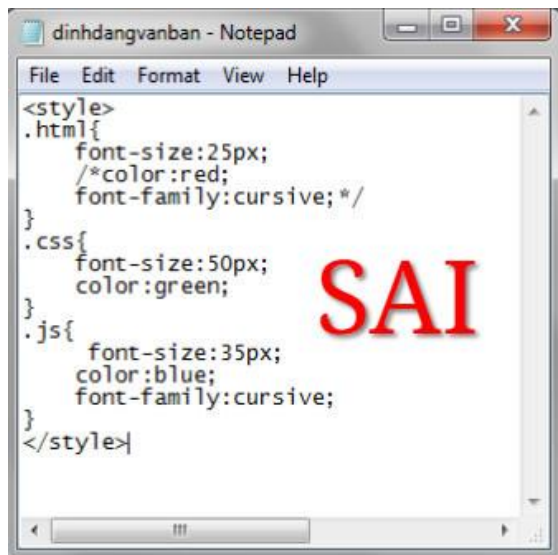 dinhdangvanban - Notepad
File Edit Format View Help
<style>
.html{
    font-size:25px;
    /*color:red;
    font-family:cursive;*/
}
.css{
    font-size:50px;
    color:green;
}
.js{
     font-size:35px;
    color:blue;
    font-family:cursive;
}
</style>
SAI